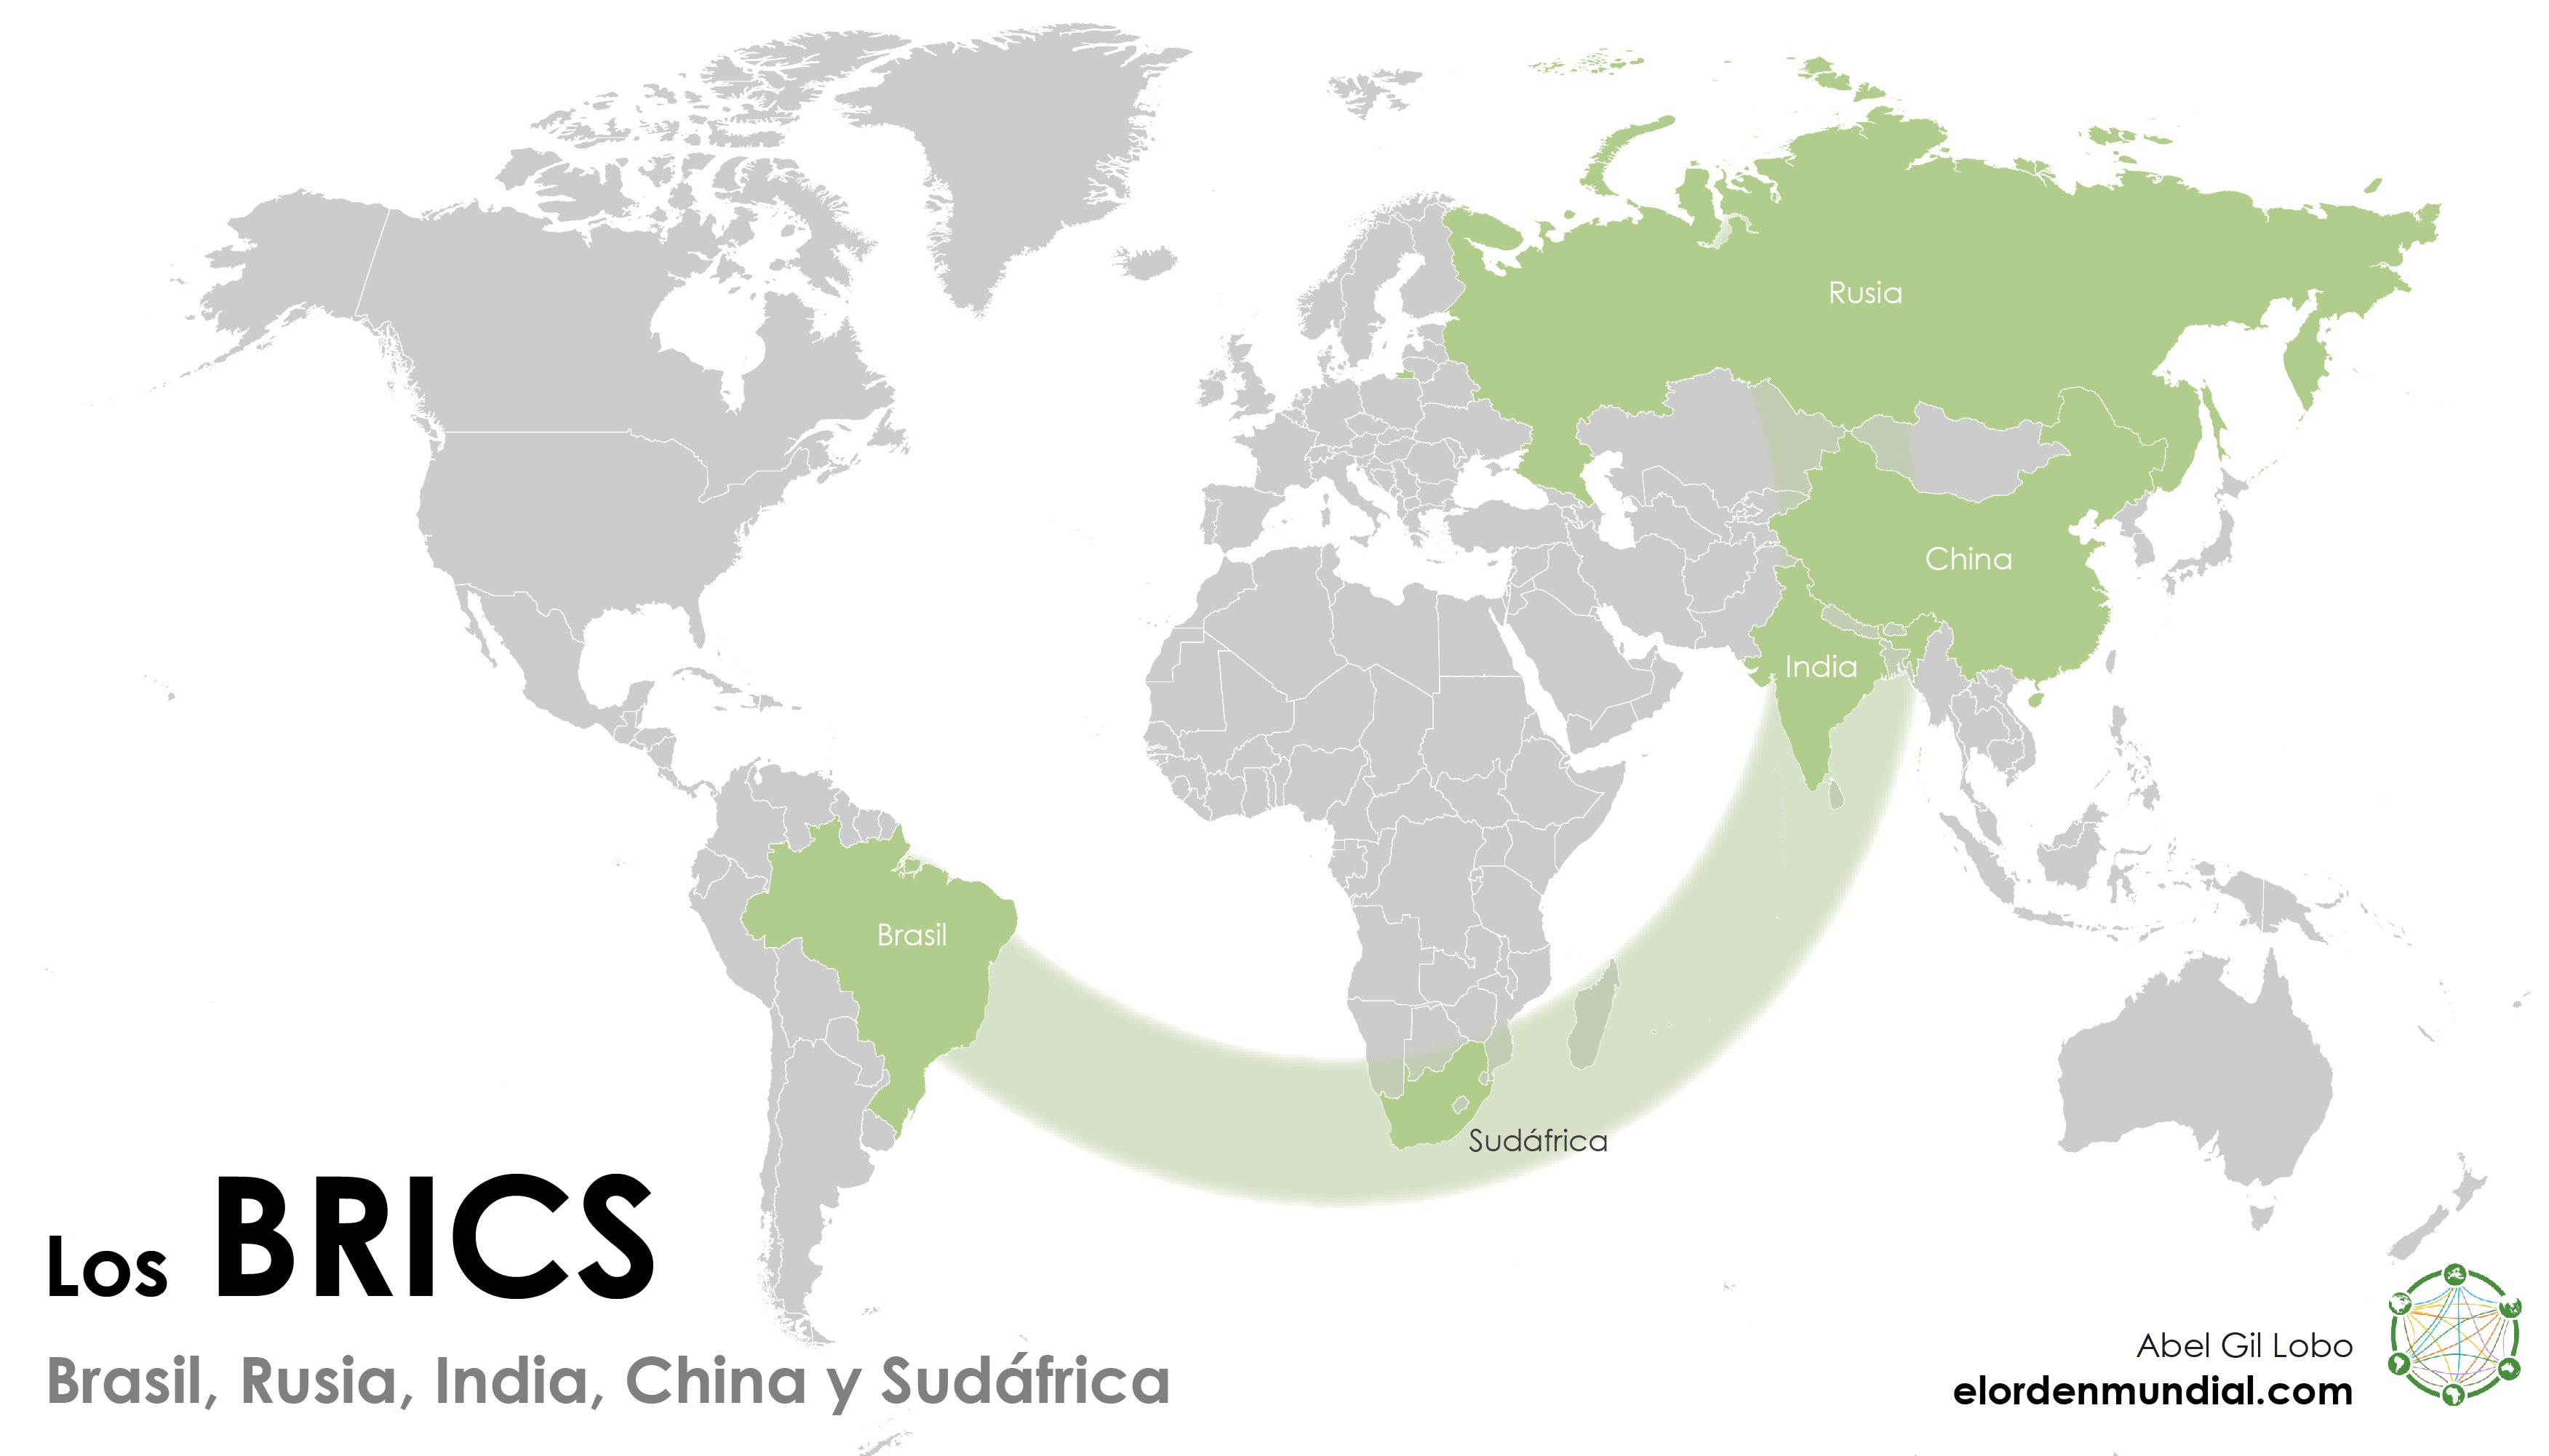 Rusia
China
India
Brasil
Sudáfrica
Los BRICS
Brasil, Rusia, India, China y Sudáfrica
Abel Gil Lobo
elordenmundial.com